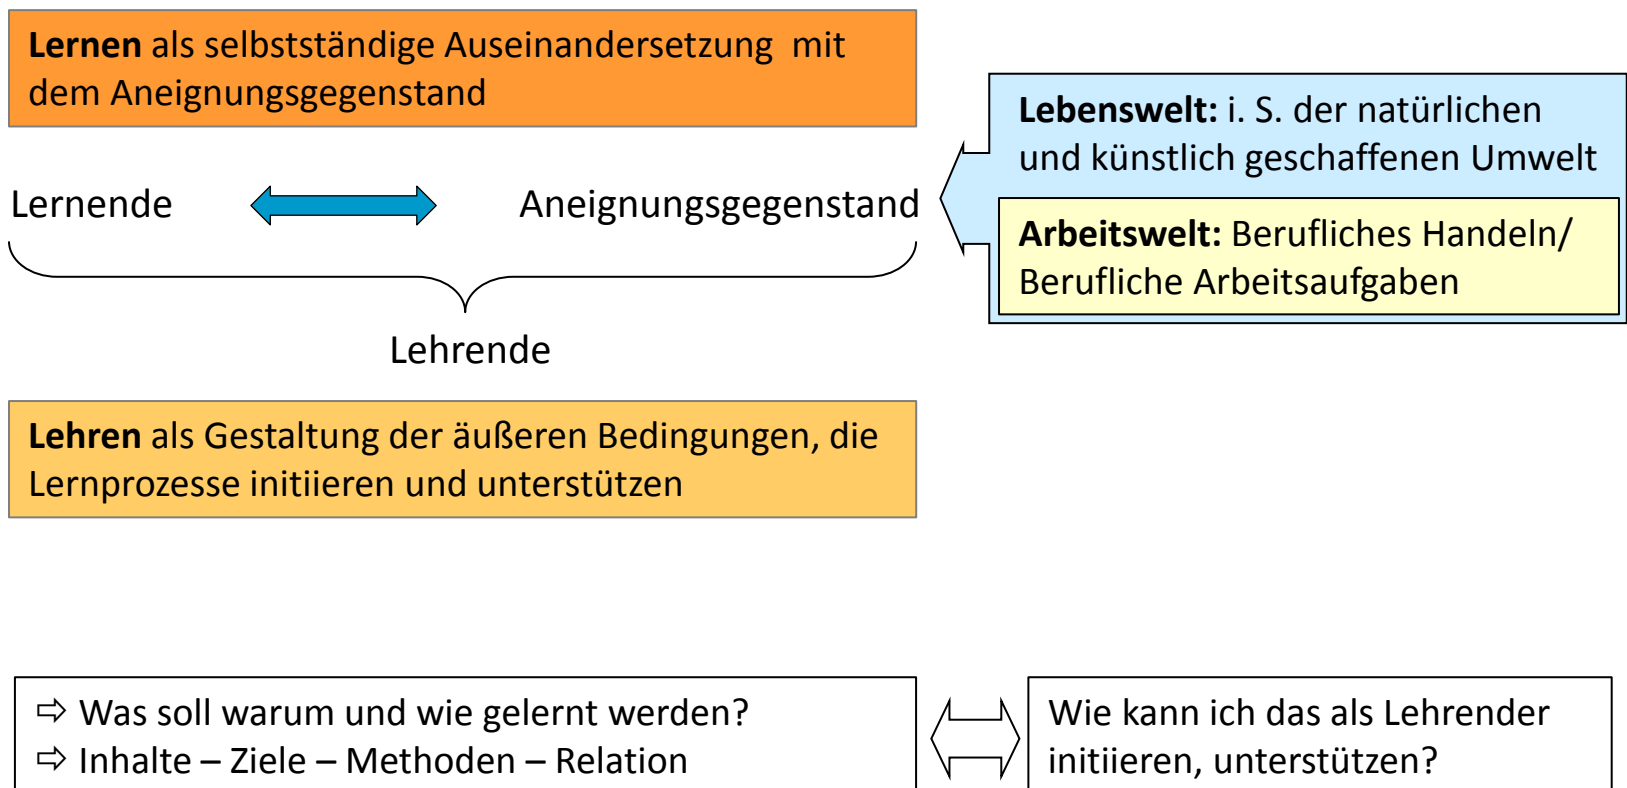 Lernen als selbstständige Auseinandersetzung mit
dem Aneignungsgegenstand
Lebenswelt: i. S. der natürlichen
und künstlich geschaffenen Umwelt
Lernende
Aneignungsgegenstand
Arbeitswelt: Berufliches Handeln/
Berufliche Arbeitsaufgaben
Lehrende
Lehren als Gestaltung der äußeren Bedingungen, die
Lernprozesse initiieren und unterstützen
⇨ Was soll warum und wie gelernt werden?
⇨ Inhalte – Ziele – Methoden – Relation
Wie kann ich das als Lehrender
initiieren, unterstützen?